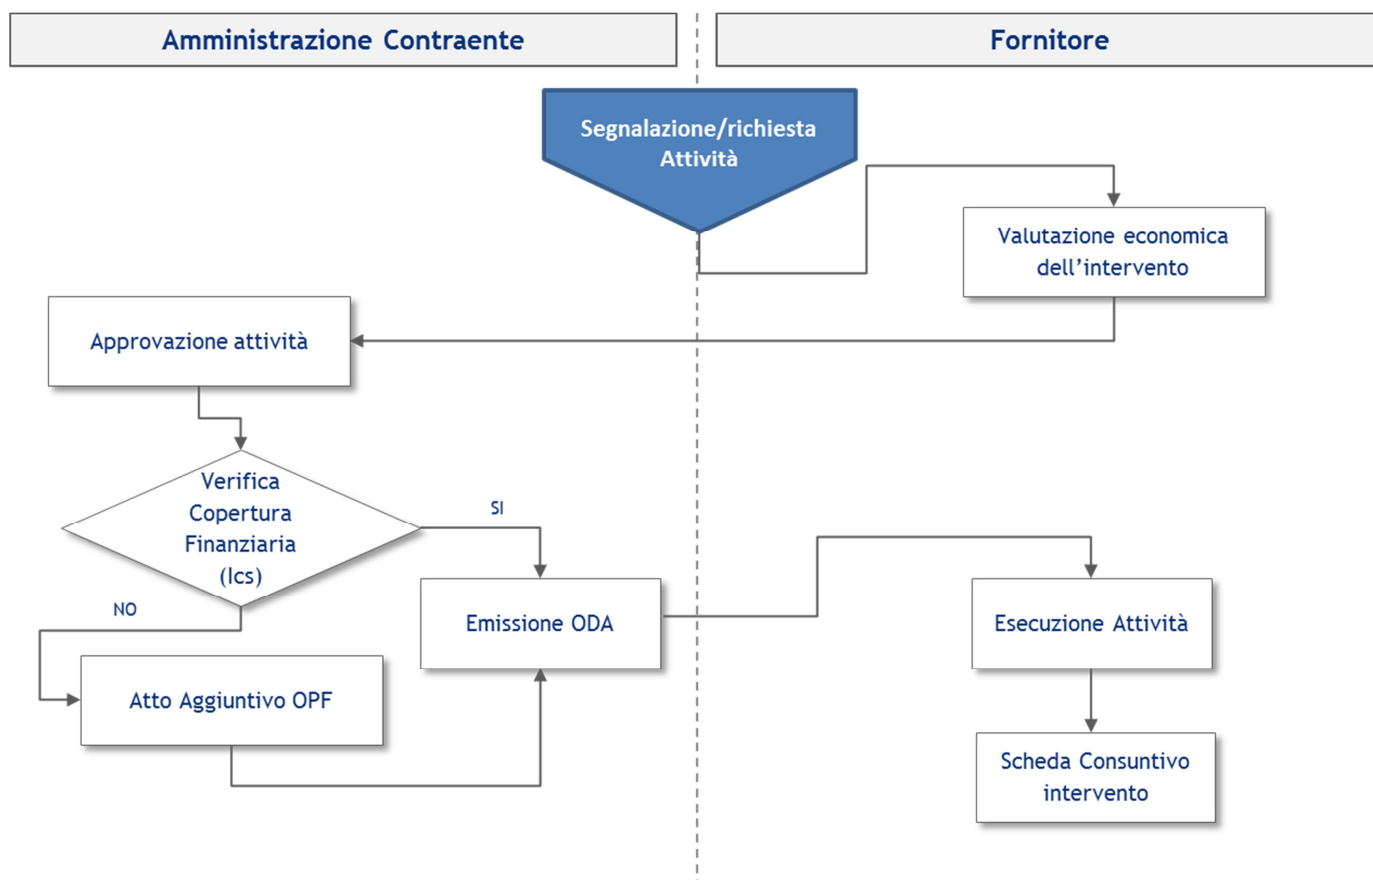 Amministrazione Contraente
Fornitore
Segnalazione/richiesta
Attività
Valutazione economica
dell'intervento
Approvazione attività
Verifica
Copertura
Finanziaria
(Ics)
SI
NO
Emissione ODA
Esecuzione Attività
Atto Aggiuntivo OPF
Scheda Consuntivo
intervento